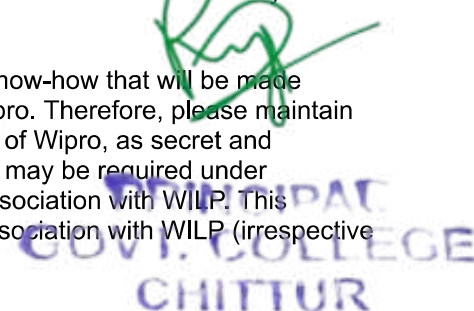 now-how that will be made
pro. Therefore, please maintain
of Wipro, as secret and
may be required under
sociation with WILP. This
sociation with WILP (irrespective
PRINCIPAL
GOVT. COLLEGE
CHITTUR